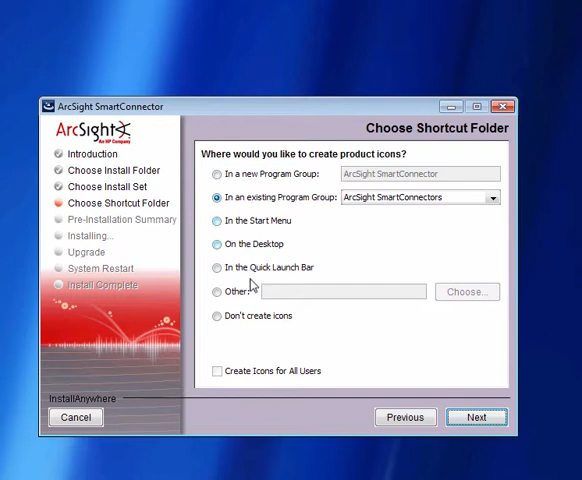 ArcSight SmartConnector
ArcSight
An HP Company
Choose Shortcut Folder
Introduction
Choose Install Folder
Choose Install Set
Choose Shortcut Folder
Pre-Installation Summary
Installing...
Upgrade
System Restart
Install Complete
Where would you like to create product icons?
In a new Program Group: ArcSight SmartConnector
In an existing Program Group: ArcSight SmartConnectors
In the Start Menu
On the Desktop
In the Quick Launch Bar
Other: Choose...
Don't create icons
Create Icons for All Users
InstallAnywhere
Cancel Previous Next